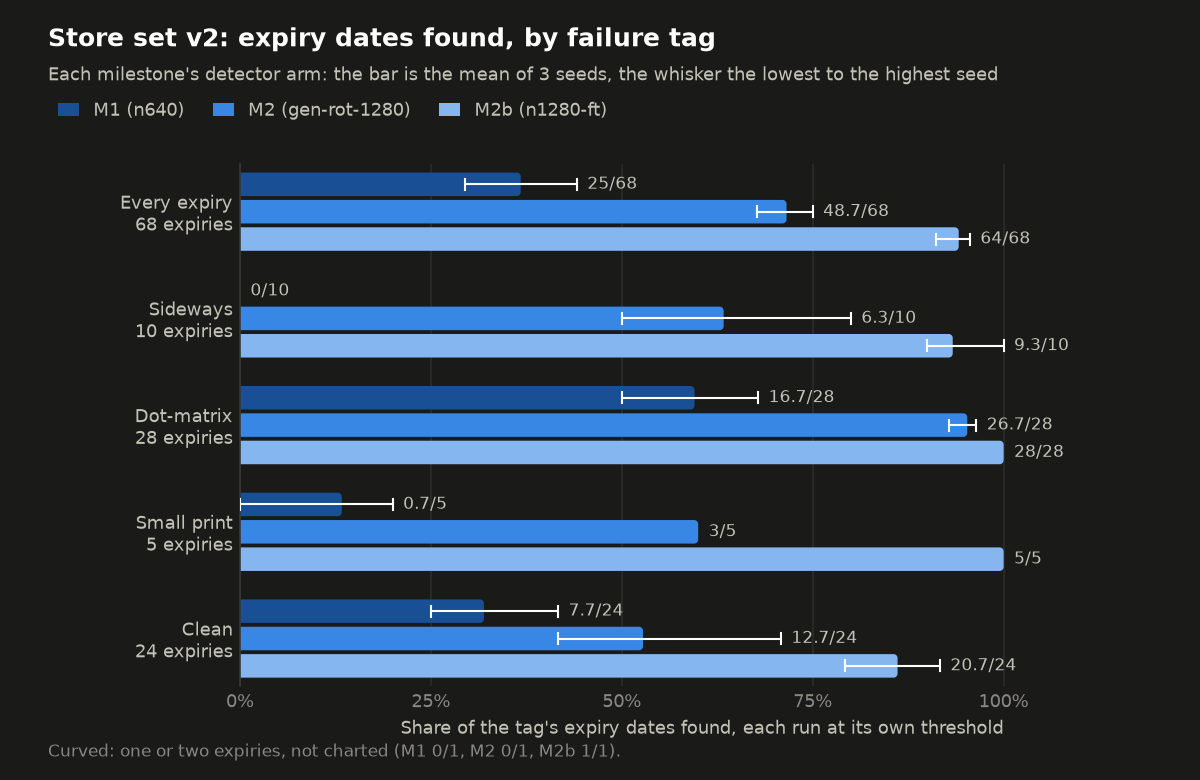 Store set v2: expiry dates found, by failure tag
Each milestone's detector arm: the bar is the mean of 3 seeds, the whisker the lowest to the highest seed
M1 (n640) M2 (gen-rot-1280) M2b (n1280-ft)
Every expiry
68 expiries
25/68
48.7/68
64/68
Sideways
10 expiries
0/10
6.3/10
9.3/10
Dot-matrix
28 expiries
16.7/28
26.7/28
28/28
Small print
5 expiries
0.7/5
3/5
5/5
Clean
24 expiries
7.7/24
12.7/24
20.7/24
0% 25% 50% 75% 100%
Share of the tag's expiry dates found, each run at its own threshold
Curved: one or two expiries, not charted (M1 0/1, M2 0/1, M2b 1/1).